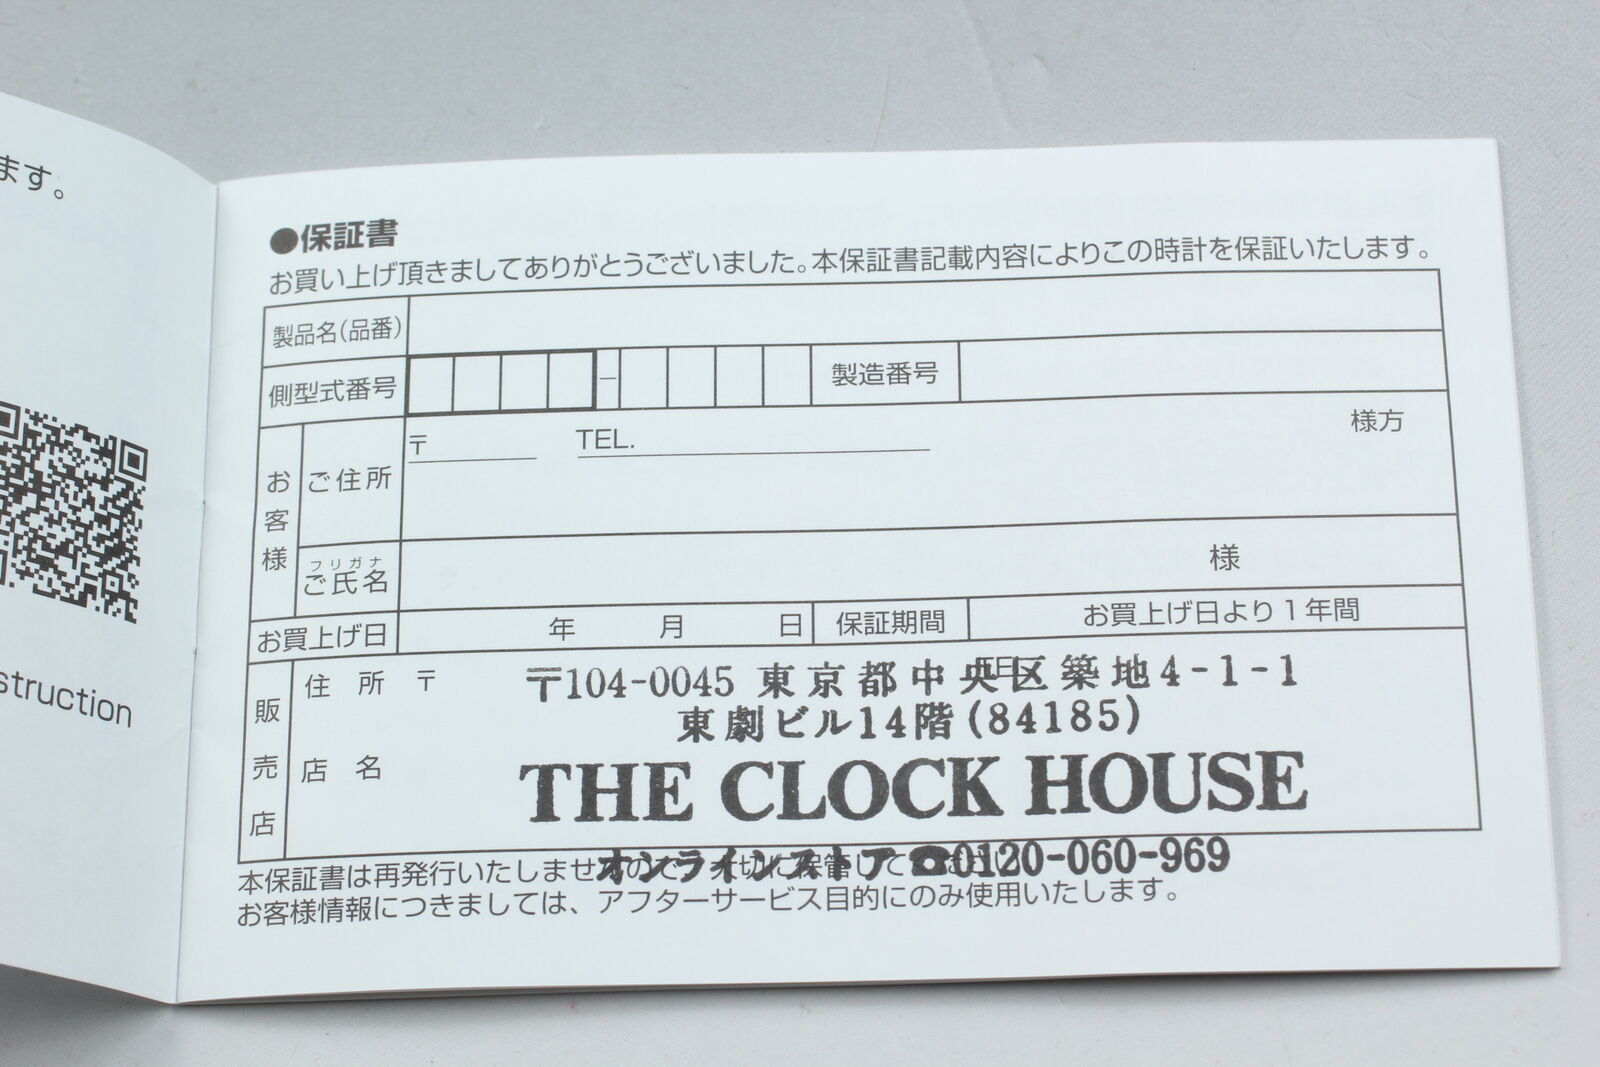 ます。
struction
●保証書
お買い上げ頂きましてありがとうございました。本保証書記載内容によりこの時計を保証いたします。
製品名(品番)
側型式番号 － 製造番号
お客様 ご住所 〒 TEL. 様方
フリガナ
ご氏名 様
お買上げ日 年 月 日 保証期間 お買上げ日より1年間
販売店 住所 〒
〒104-0045 東京都中央区築地4-1-1
東劇ビル14階(84185)
店名
THE CLOCK HOUSE
オンラインストア☎0120-060-969
本保証書は再発行いたしませんので、大切に保管して
お客様情報につきましては、アフターサービス目的にのみ使用いたします。